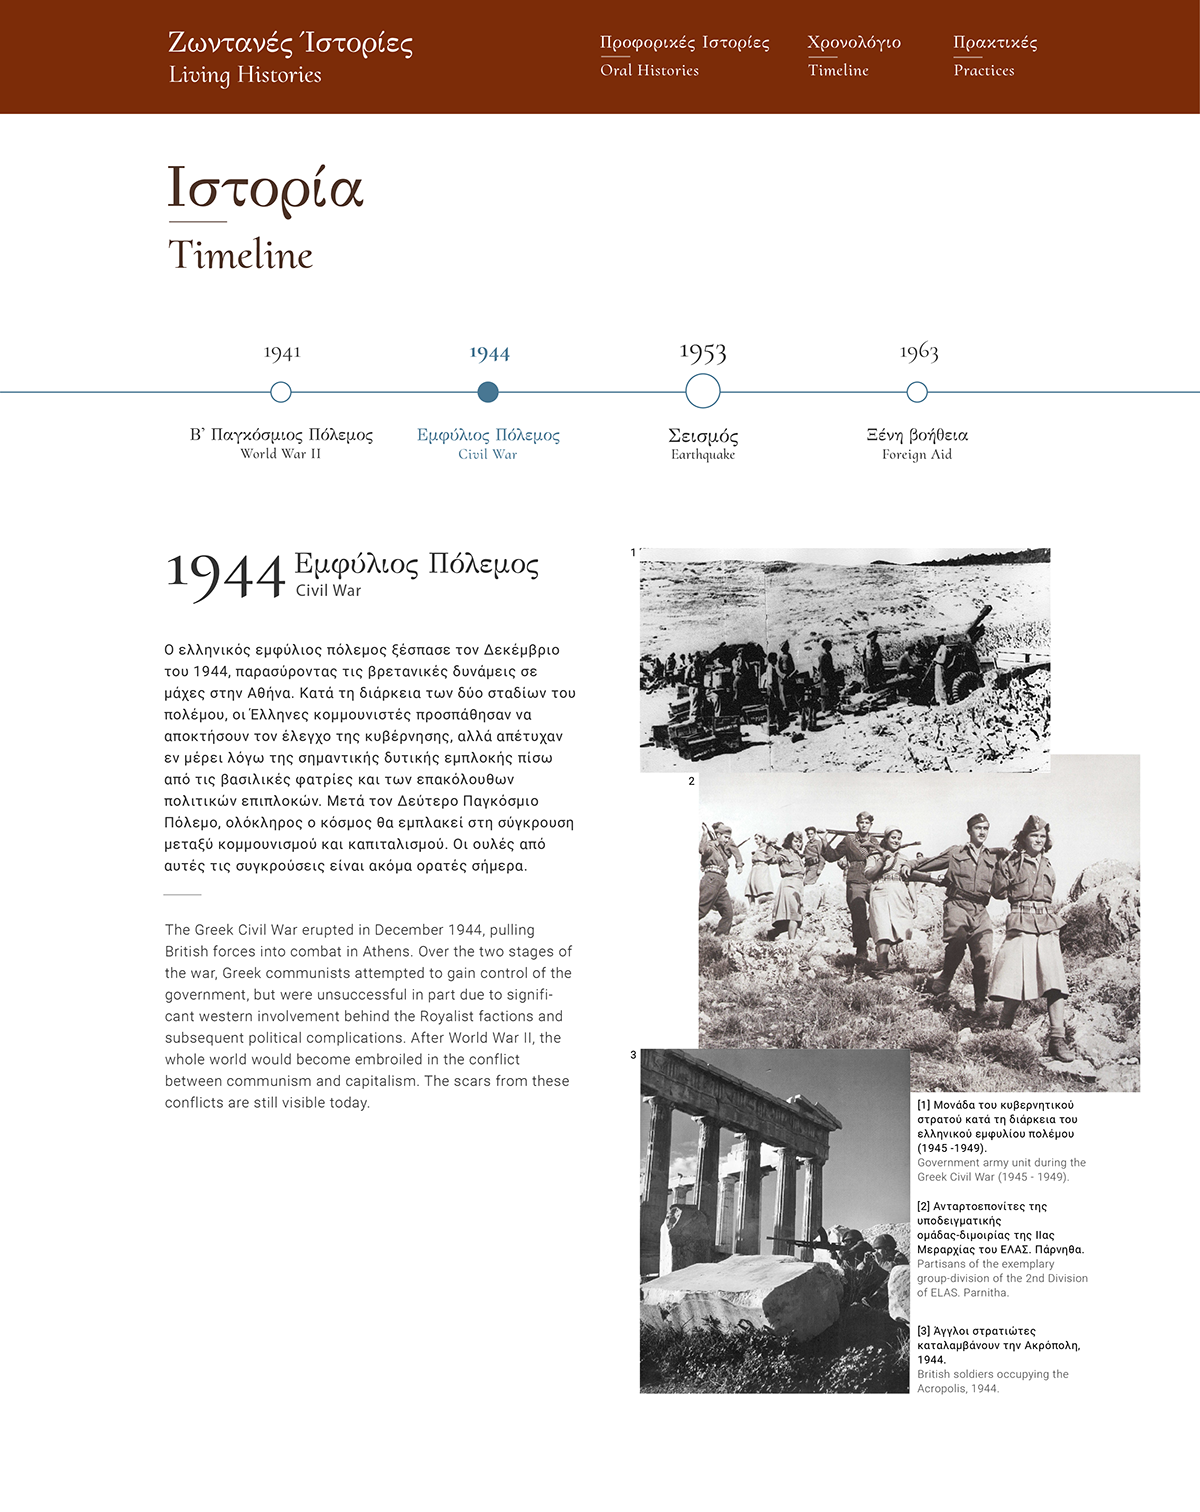 Ζωντανές Ίστορίες
Living Histories
Προφορικές Ιστορίες
Oral Histories
Χρονολόγιο
Timeline
Πρακτικές
Practices
Ιστορία
Timeline
1941
1944
1953
1963
Β’ Παγκόσμιος Πόλεμος
World War II
Εμφύλιος Πόλεμος
Civil War
Σεισμός
Earthquake
Ξένη βοήθεια
Foreign Aid
1944 Εμφύλιος Πόλεμος
Civil War
Ο ελληνικός εμφύλιος πόλεμος ξέσπασε τον Δεκέμβριο
του 1944, παρασύροντας τις βρετανικές δυνάμεις σε
μάχες στην Αθήνα. Κατά τη διάρκεια των δύο σταδίων του
πολέμου, οι Έλληνες κομμουνιστές προσπάθησαν να
αποκτήσουν τον έλεγχο της κυβέρνησης, αλλά απέτυχαν
εν μέρει λόγω της σημαντικής δυτικής εμπλοκής πίσω
από τις βασιλικές φατρίες και των επακόλουθων
πολιτικών επιπλοκών. Μετά τον Δεύτερο Παγκόσμιο
Πόλεμο, ολόκληρος ο κόσμος θα εμπλακεί στη σύγκρουση
μεταξύ κομμουνισμού και καπιταλισμού. Οι ουλές από
αυτές τις συγκρούσεις είναι ακόμα ορατές σήμερα.
The Greek Civil War erupted in December 1944, pulling
British forces into combat in Athens. Over the two stages of
the war, Greek communists attempted to gain control of the
government, but were unsuccessful in part due to signifi-
cant western involvement behind the Royalist factions and
subsequent political complications. After World War II, the
whole world would become embroiled in the conflict
between communism and capitalism. The scars from these
conflicts are still visible today.
1
2
3
[1] Μονάδα του κυβερνητικού
στρατού κατά τη διάρκεια του
ελληνικού εμφυλίου πολέμου
(1945 -1949).
Government army unit during the
Greek Civil War (1945 - 1949).
[2] Ανταρτοεπονίτες της
υποδειγματικής
ομάδας-διμοιρίας της ΙΙας
Μεραρχίας του ΕΛΑΣ. Πάρνηθα.
Partisans of the exemplary
group-division of the 2nd Division
of ELAS. Parnitha.
[3] Άγγλοι στρατιώτες
καταλαμβάνουν την Ακρόπολη,
1944.
British soldiers occupying the
Acropolis, 1944.